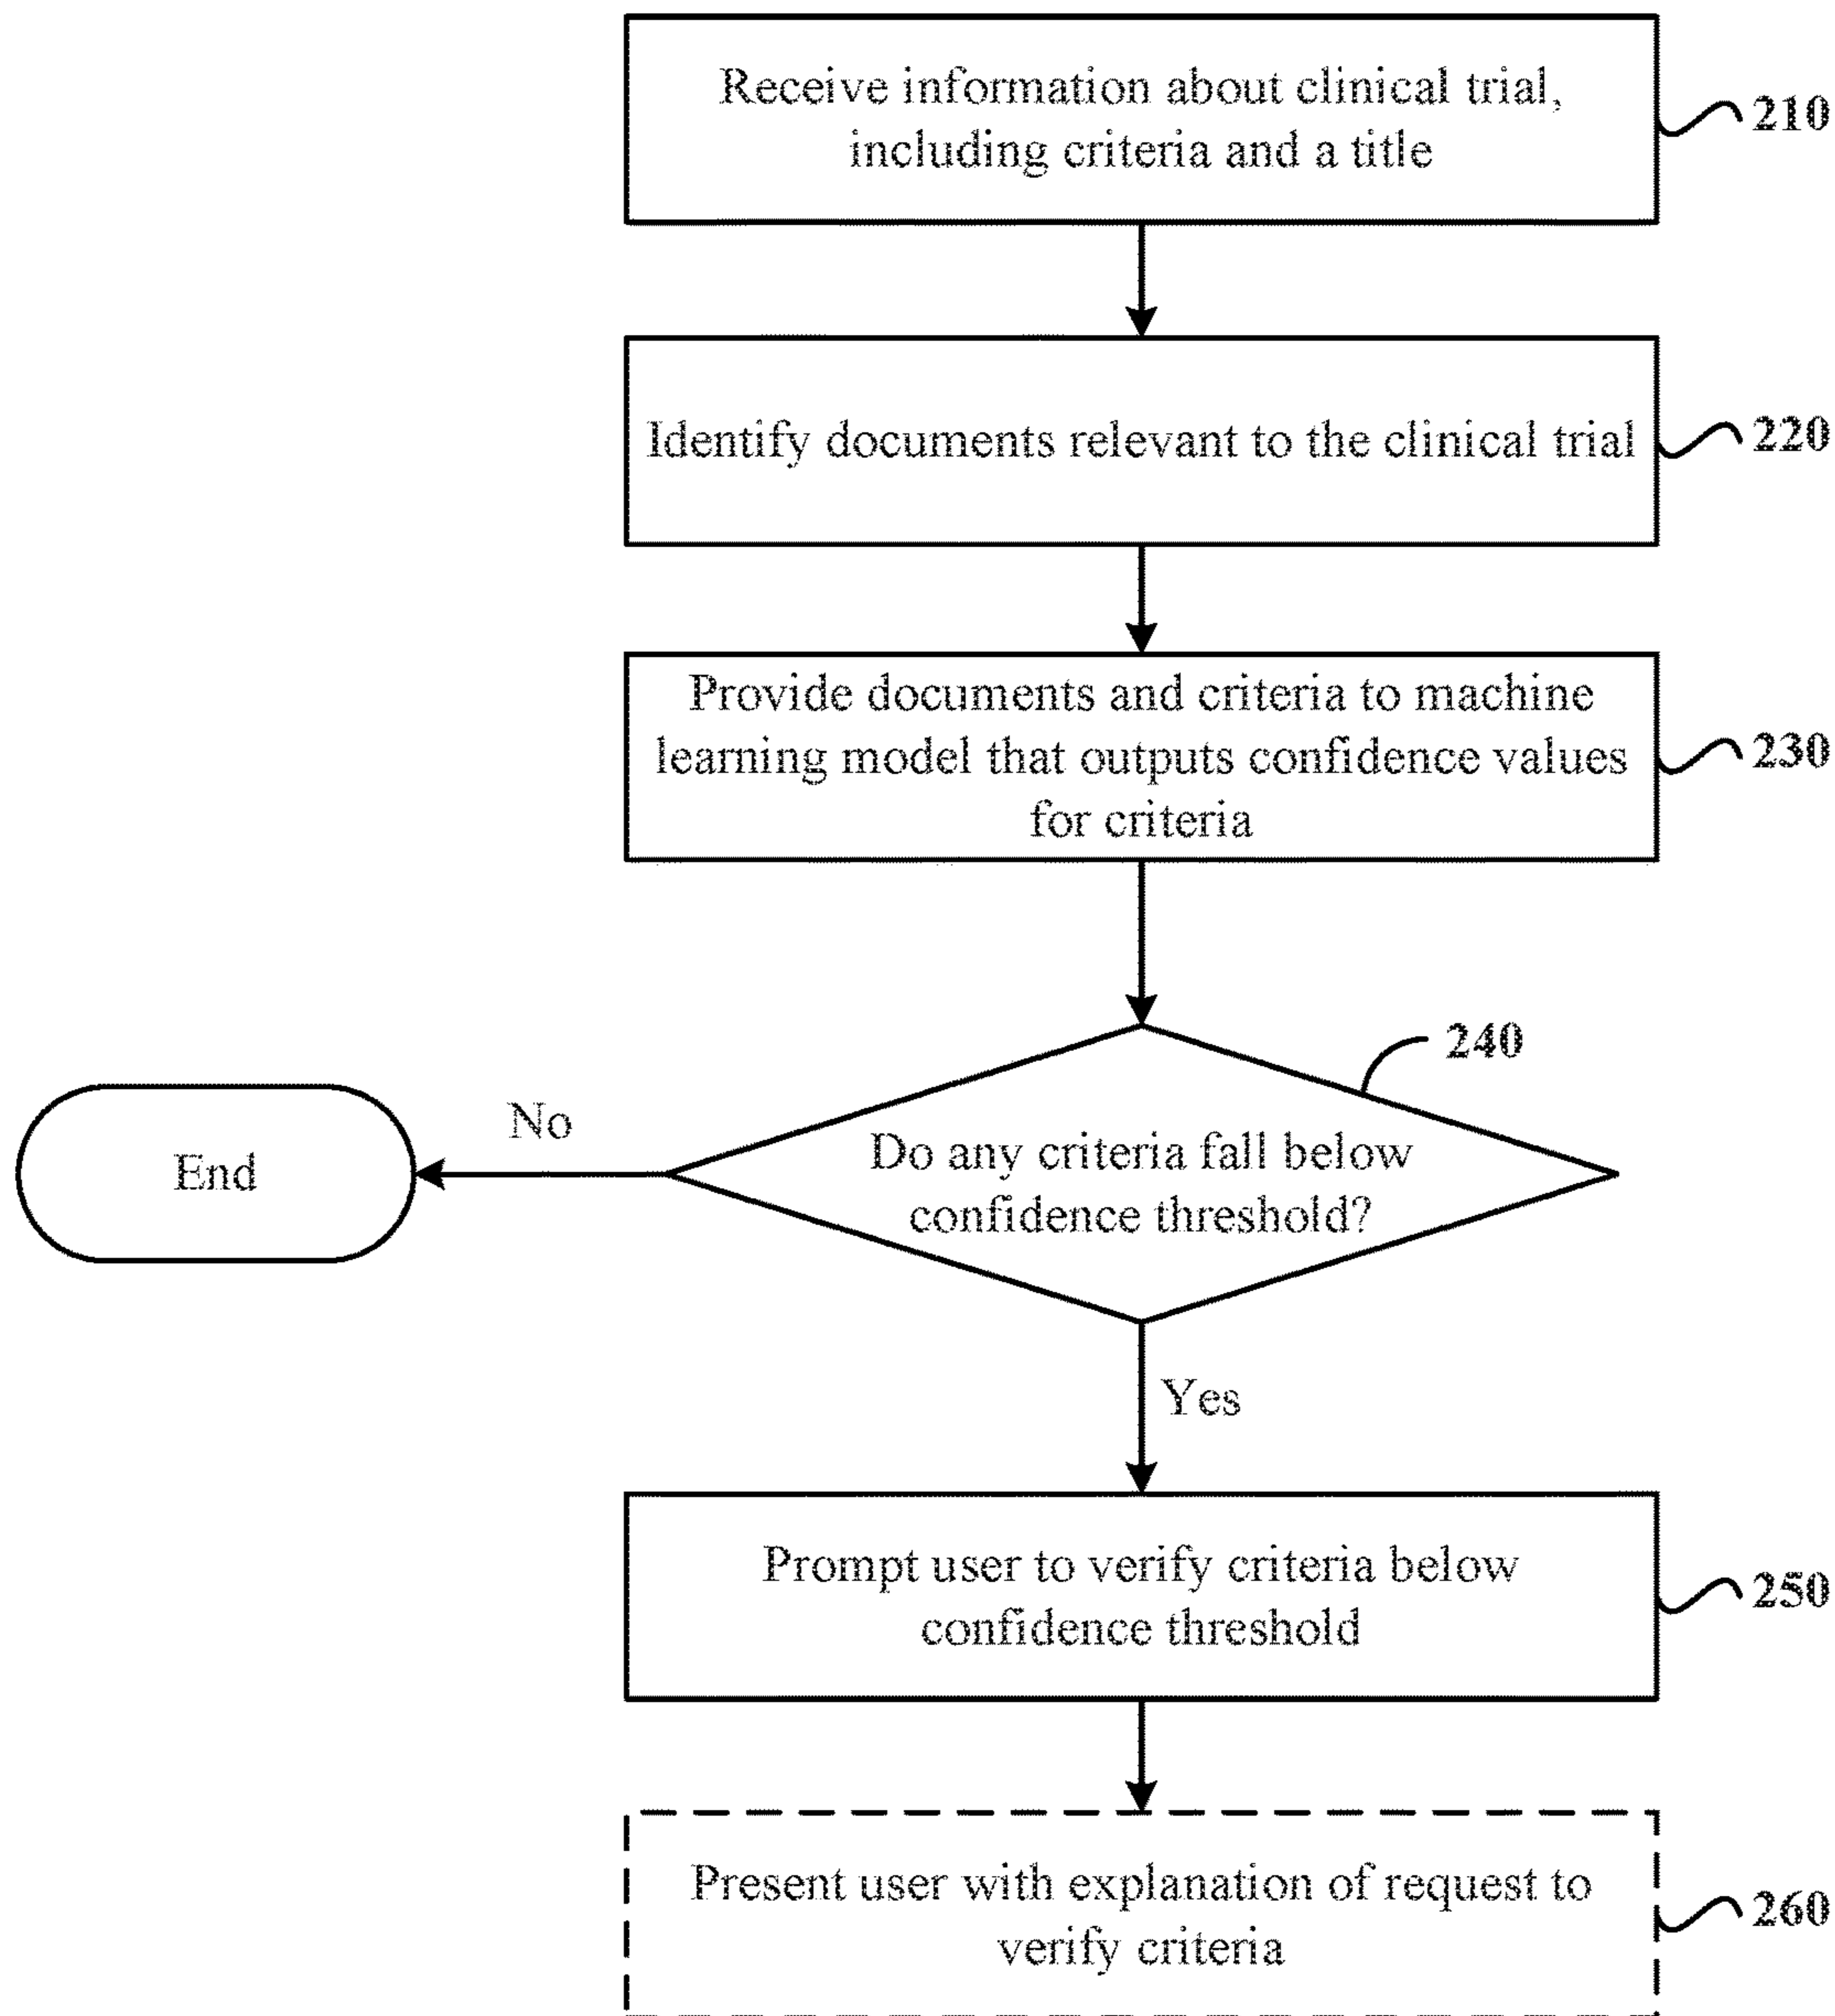 Receive information about clinical trial,
including criteria and a title
210
Identify documents relevant to the clinical trial
220
Provide documents and criteria to machine
learning model that outputs confidence values
for criteria
230
240
Do any criteria fall below
confidence threshold?
No
End
Yes
Prompt user to verify criteria below
confidence threshold
250
Present user with explanation of request to
verify criteria
260